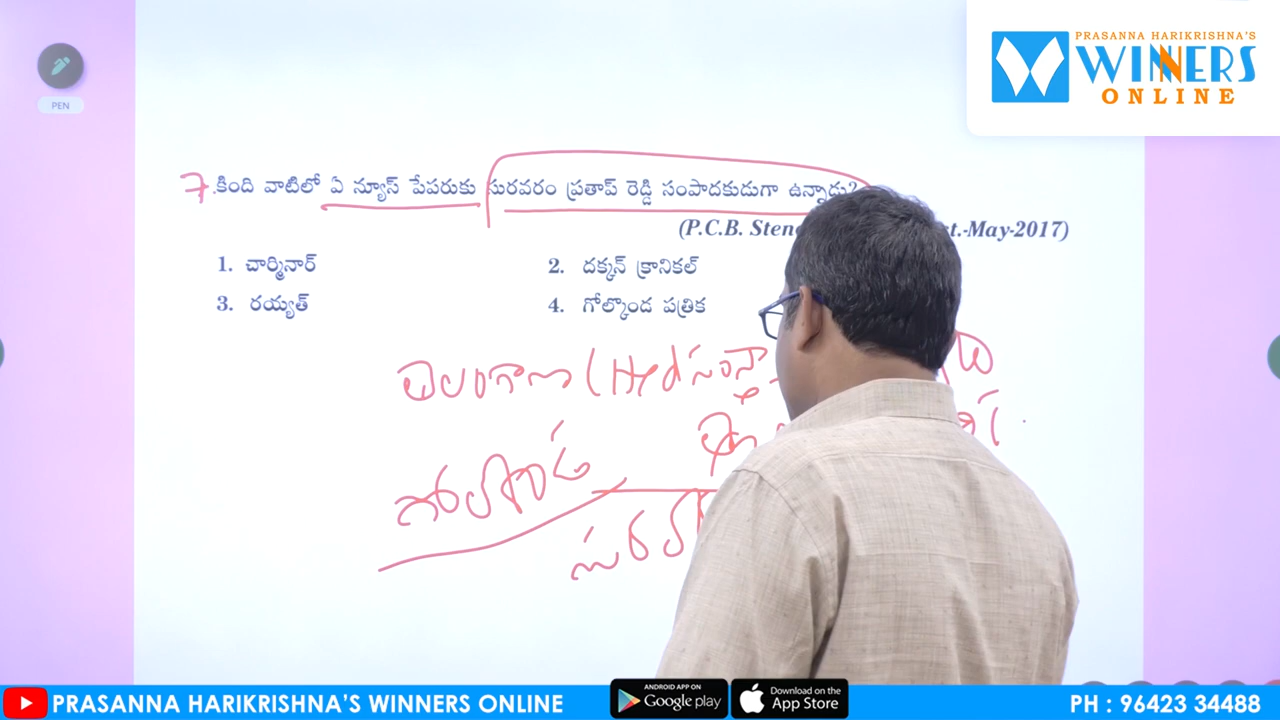 PRASANNA HARIKRISHNA'S
WINNERS
ONLINE
PEN
7.కింది వాటిలో ఏ న్యూస్ పేపరుకు సురవరం ప్రతాప్ రెడ్డి సంపాదకుడుగా ఉన్నాడు?
(P.C.B. Steno st.-May-2017)
1. చార్మినార్ 2. దక్కన్ క్రానికల్
3. రయ్యత్ 4. గోల్కొండ పత్రిక
తెలంగాణ (Hyd సంస్థా
గోల్కొండ
PRASANNA HARIKRISHNA'S WINNERS ONLINE
ANDROID APP ON
Google play
Download on the
App Store
PH : 96423 34488